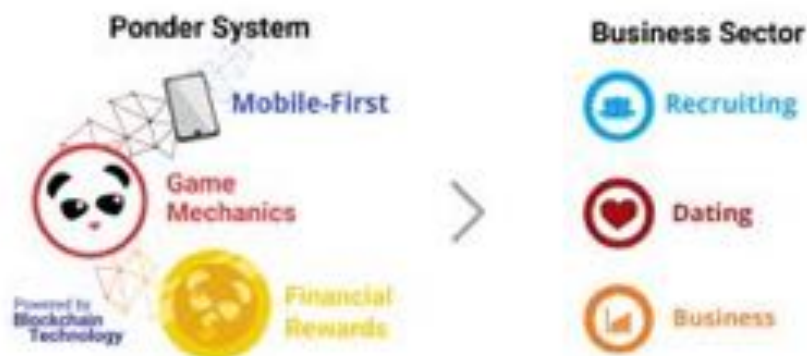 Ponder System
Mobile-First
Game
Mechanics
Financial
Rewards
Powered by
Blockchain
Technology
Business Sector
Recruiting
Dating
Business